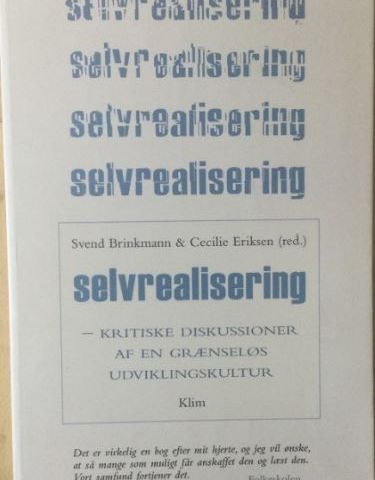 selvrealisering
selvrealisering
selvrealisering
selvrealisering
Svend Brinkmann & Cecilie Eriksen (red.)
selvrealisering
– KRITISKE DISKUSSIONER
AF EN GRÆNSELØS
UDVIKLINGSKULTUR
Klim
Det er virkelig en bog efter mit hjerte, og jeg vil ønske,
at så mange som muligt får anskaffet den og læst den.
Vort samfund fortjener det.
Folkeskolen